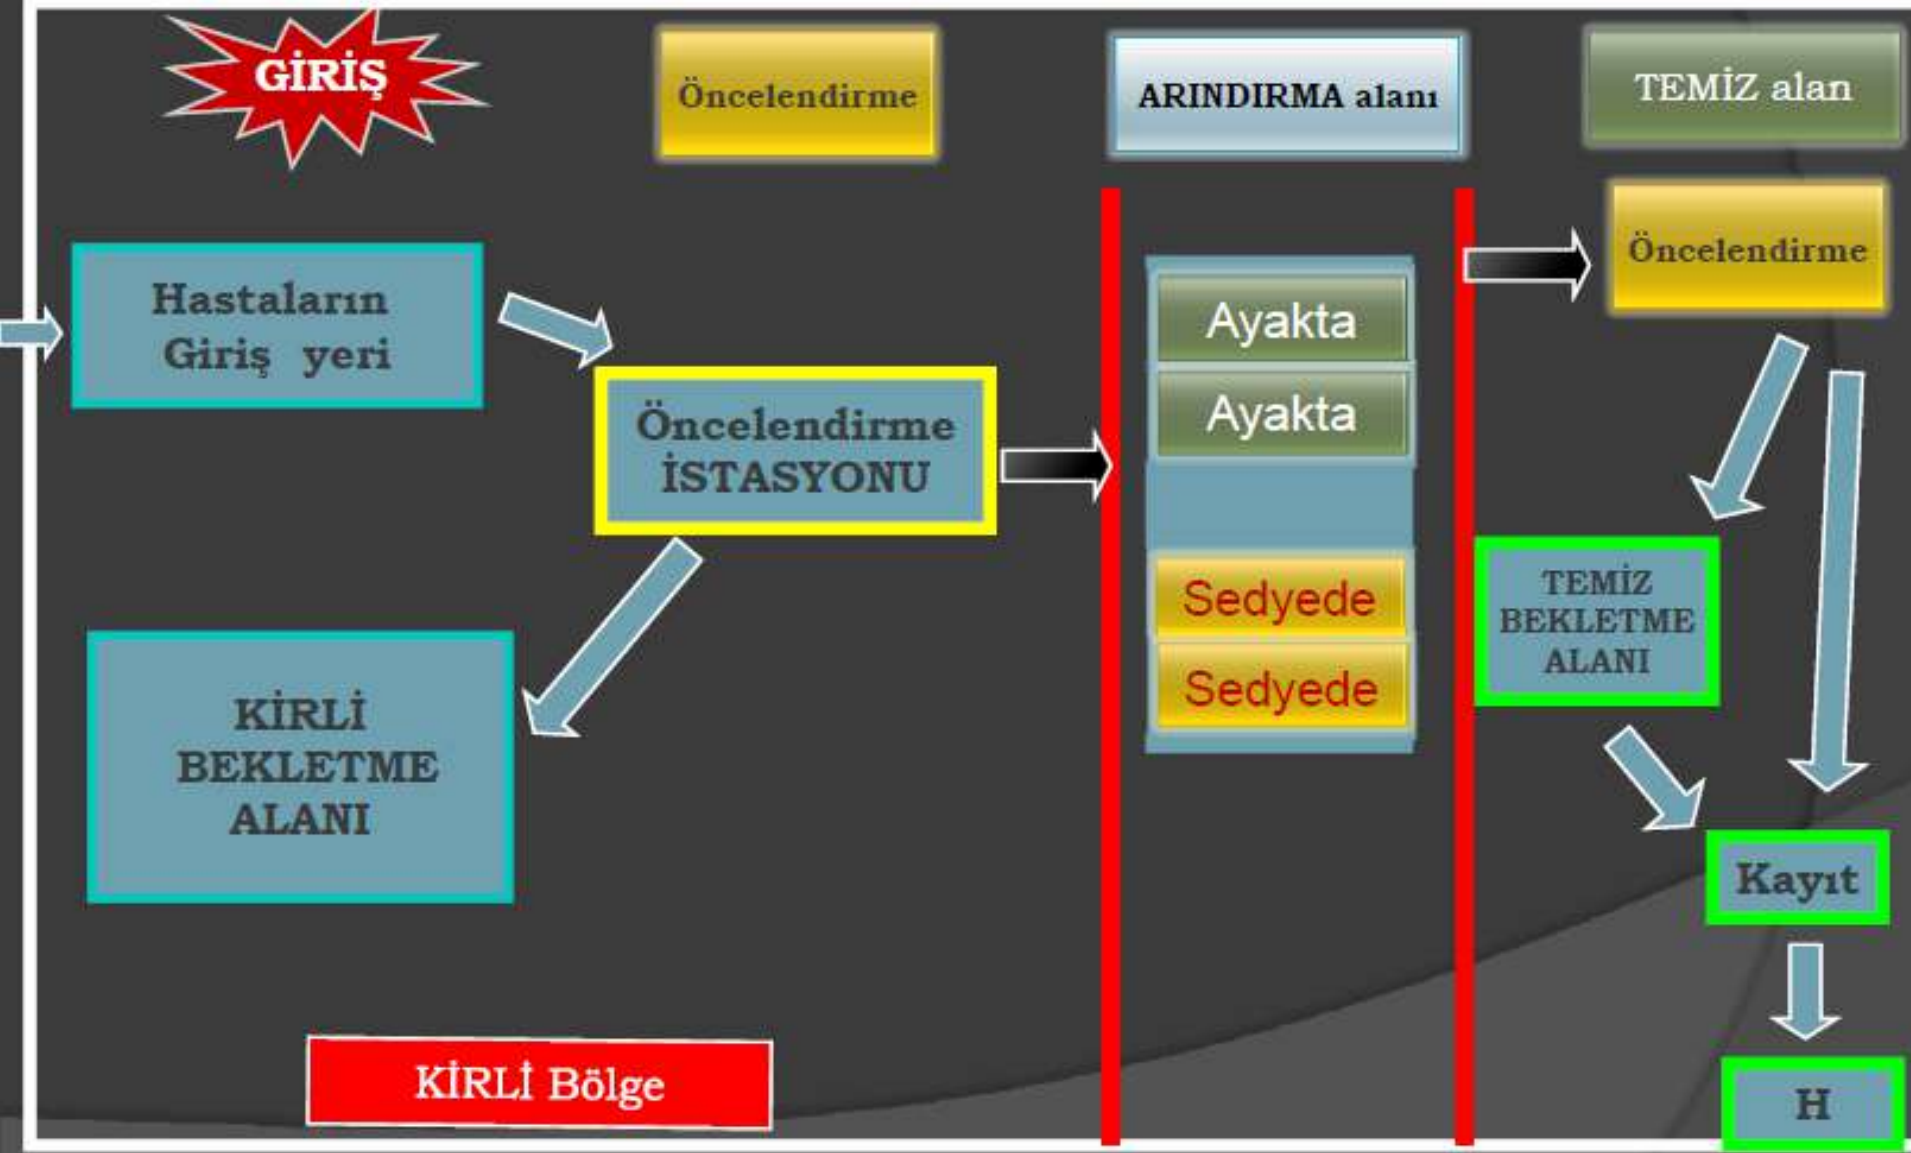 GİRİŞ
Öncelendirme
ARINDIRMA alanı
TEMİZ alan
Hastaların
Giriş yeri
Öncelendirme
İSTASYONU
KİRLİ
BEKLETME
ALANI
KİRLİ Bölge
Ayakta
Ayakta
Sedyede
Sedyede
Öncelendirme
TEMİZ
BEKLETME
ALANI
Kayıt
H